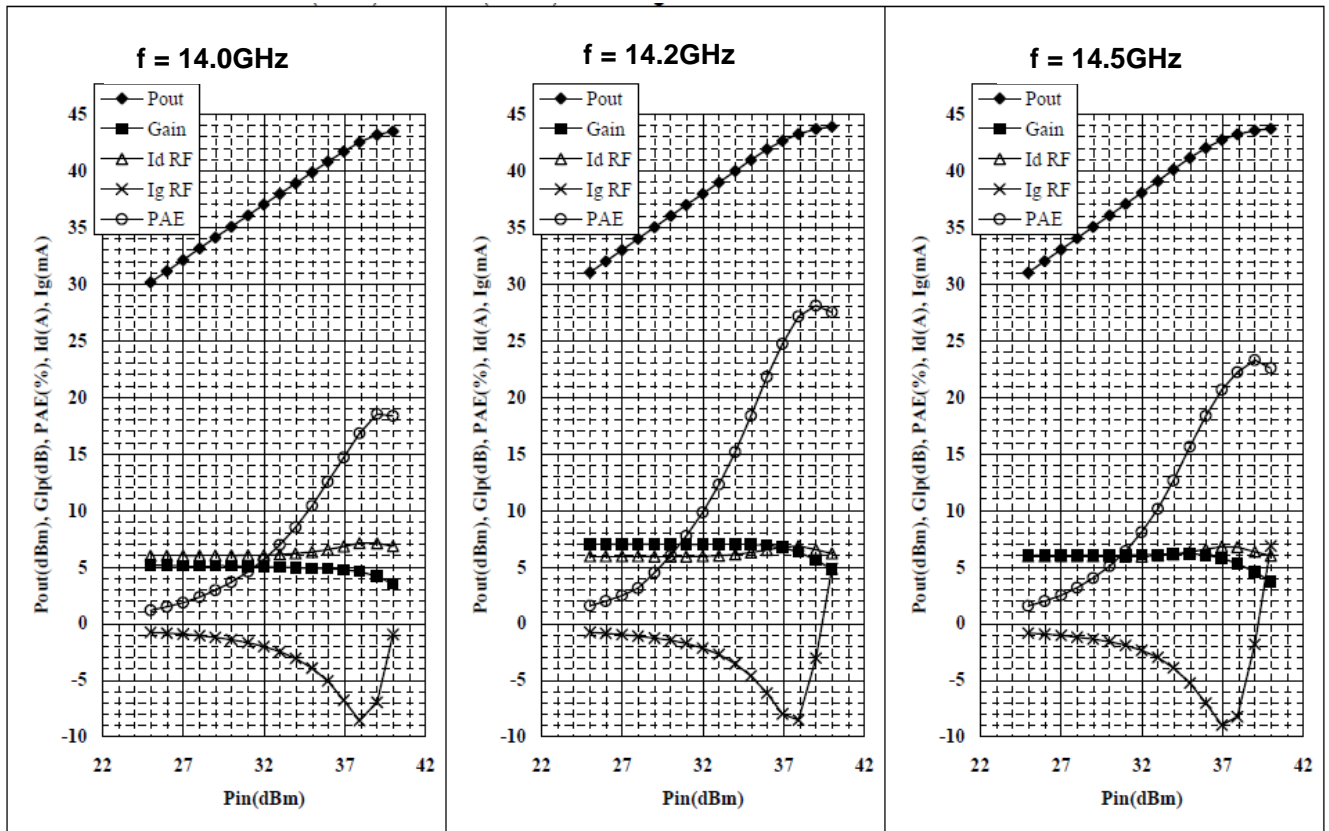 f = 14.0GHz
Pout
Gain
Id RF
Ig RF
PAE
45
40
35
30
25
20
15
10
5
0
-5
-10
22 27 32 37 42
Pin(dBm)
Pout(dBm), Glp(dB), PAE(%), Id(A), Ig(mA)
f = 14.2GHz
Pout
Gain
Id RF
Ig RF
PAE
45
40
35
30
25
20
15
10
5
0
-5
-10
22 27 32 37 42
Pin(dBm)
Pout(dBm), Glp(dB), PAE(%), Id(A), Ig(mA)
f = 14.5GHz
Pout
Gain
Id RF
Ig RF
PAE
45
40
35
30
25
20
15
10
5
0
-5
-10
22 27 32 37 42
Pin(dBm)
Pout(dBm), Glp(dB), PAE(%), Id(A), Ig(mA)